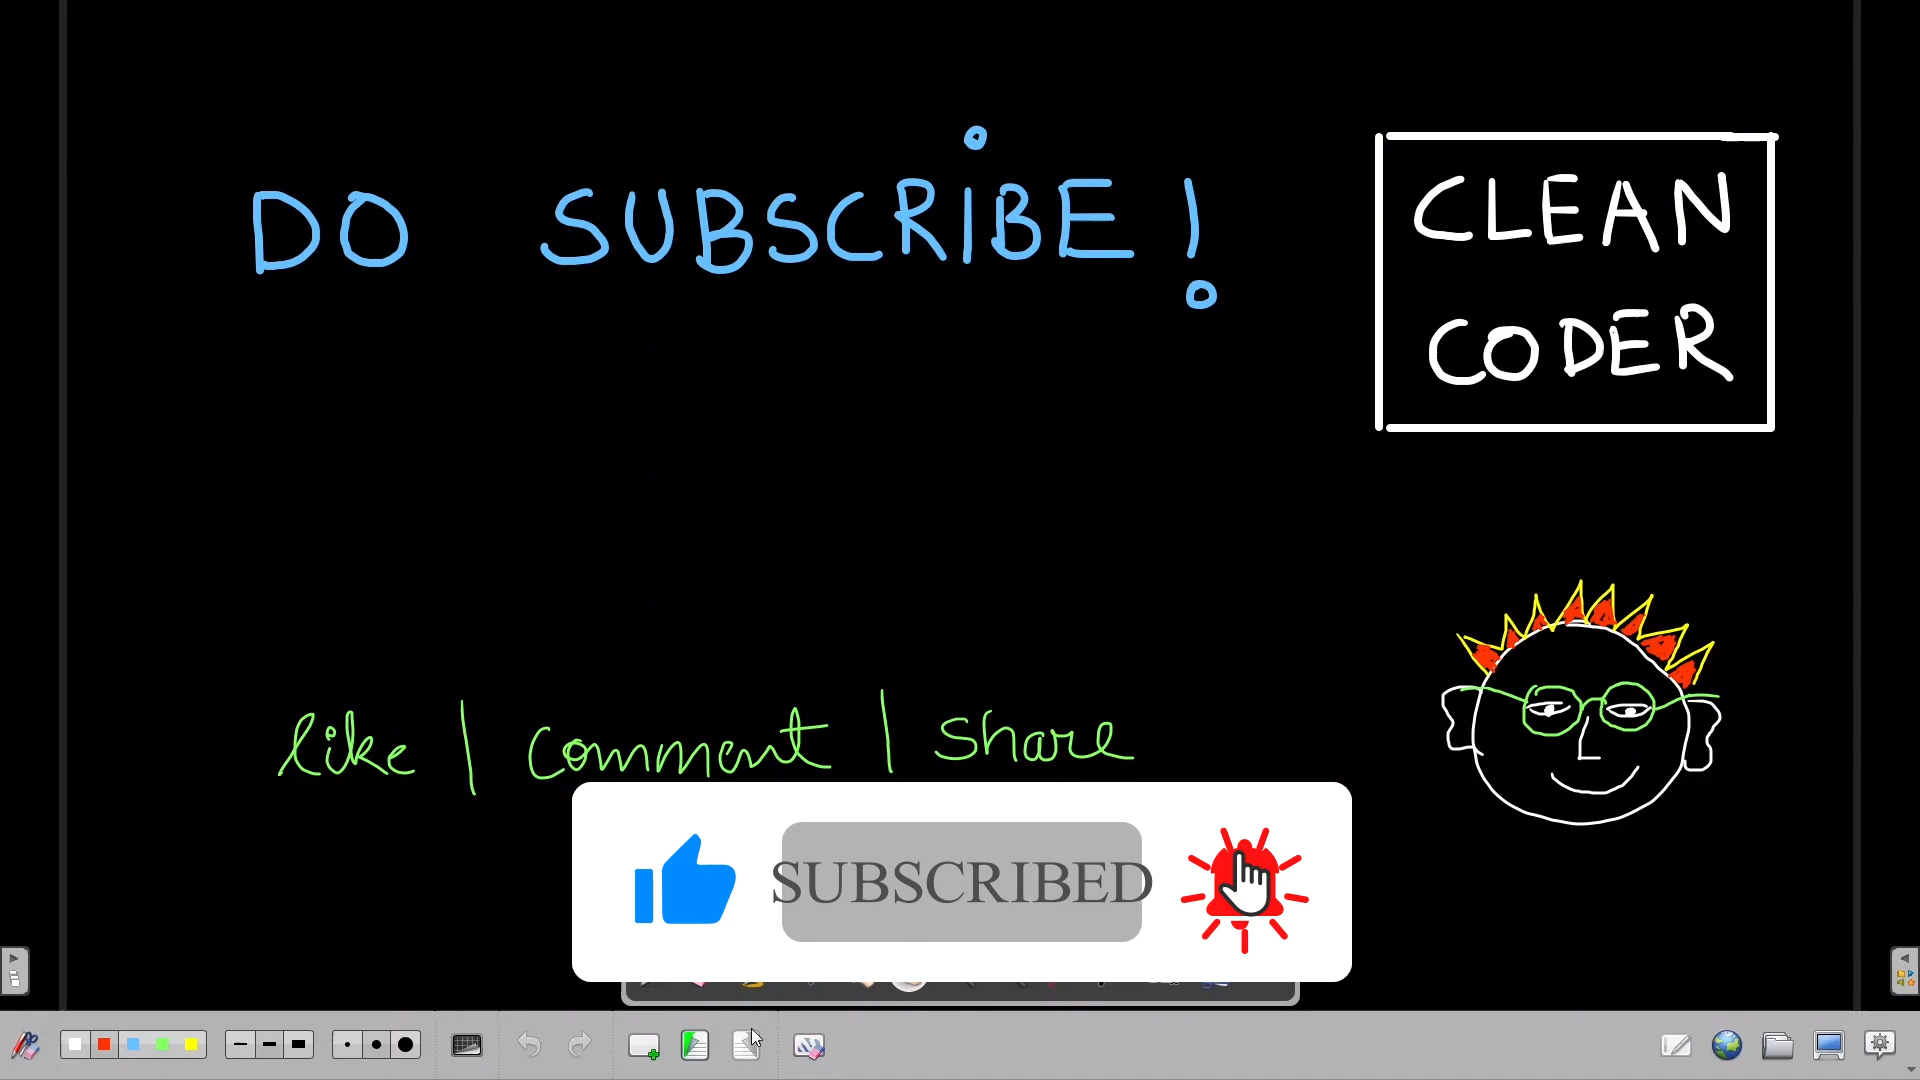 DO SUBSCRIBE!
CLEAN
CODER
like | comment | share
SUBSCRIBED